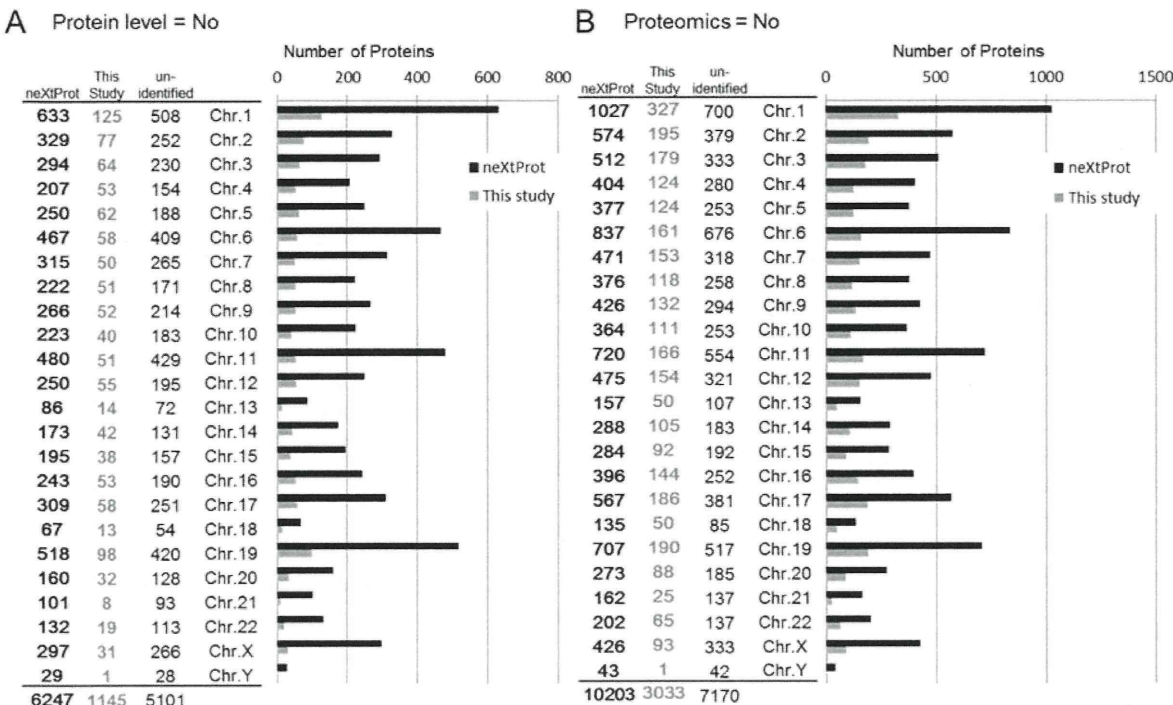 A Protein level = No
Number of Proteins
neXtProt This Study un-identified 0 200 400 600 800
633 125 508 Chr.1
329 77 252 Chr.2
294 64 230 Chr.3
207 53 154 Chr.4
250 62 188 Chr.5
467 58 409 Chr.6
315 50 265 Chr.7
222 51 171 Chr.8
266 52 214 Chr.9
223 40 183 Chr.10
480 51 429 Chr.11
250 55 195 Chr.12
86 14 72 Chr.13
173 42 131 Chr.14
195 38 157 Chr.15
243 53 190 Chr.16
309 58 251 Chr.17
67 13 54 Chr.18
518 98 420 Chr.19
160 32 128 Chr.20
101 8 93 Chr.21
132 19 113 Chr.22
297 31 266 Chr.X
29 1 28 Chr.Y
6247 1145 5101
neXtProt
This study
B Proteomics = No
Number of Proteins
neXtProt This Study un-identified 0 500 1000 1500
1027 327 700 Chr.1
574 195 379 Chr.2
512 179 333 Chr.3
404 124 280 Chr.4
377 124 253 Chr.5
837 161 676 Chr.6
471 153 318 Chr.7
376 118 258 Chr.8
426 132 294 Chr.9
364 111 253 Chr.10
720 166 554 Chr.11
475 154 321 Chr.12
157 50 107 Chr.13
288 105 183 Chr.14
284 92 192 Chr.15
396 144 252 Chr.16
567 186 381 Chr.17
135 50 85 Chr.18
707 190 517 Chr.19
273 88 185 Chr.20
162 25 137 Chr.21
202 65 137 Chr.22
426 93 333 Chr.X
43 1 42 Chr.Y
10203 3033 7170
neXtProt
This study